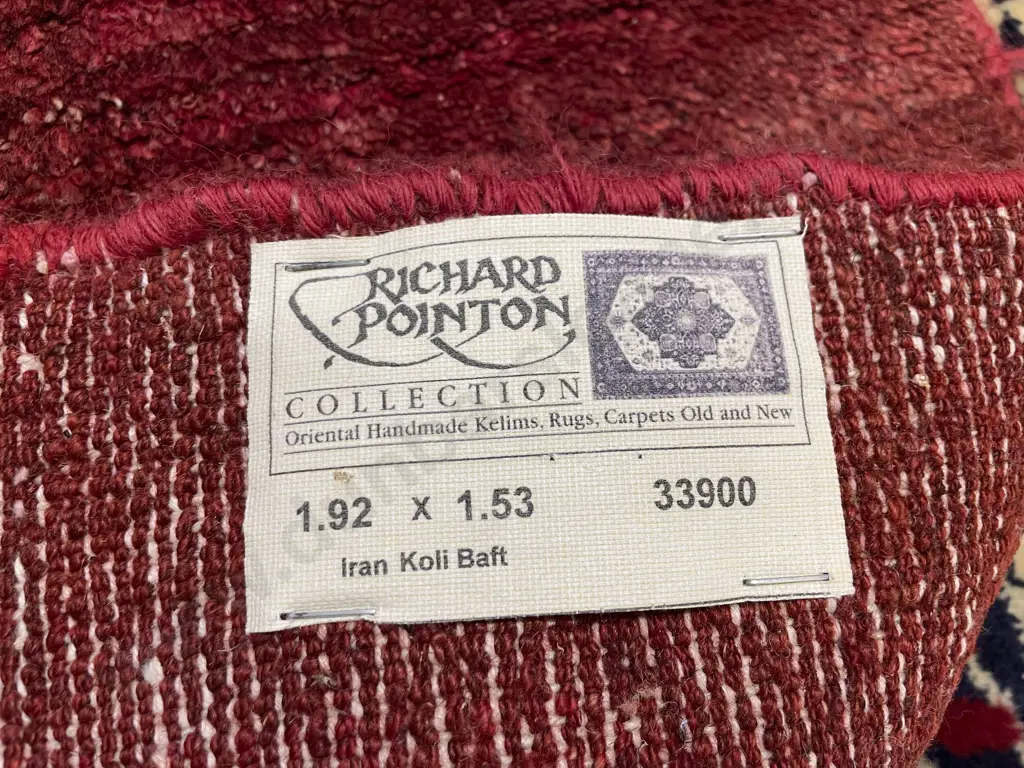 RICHARD
POINTON
COLLECTION
Oriental Handmade Kelims, Rugs, Carpets Old and New
1.92 x 1.53 33900
Iran Koli Baft